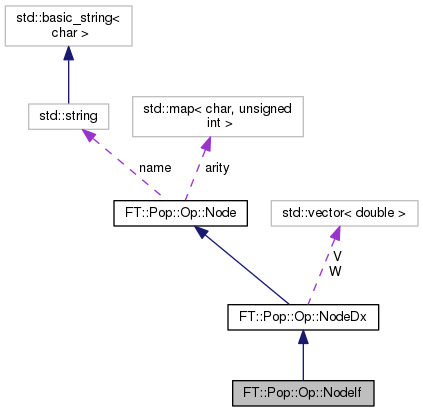 std::basic_string<
char >
std::string
std::map< char, unsigned
int >
name
arity
FT::Pop::Op::Node
std::vector< double >
V
W
FT::Pop::Op::NodeDx
FT::Pop::Op::NodeIf